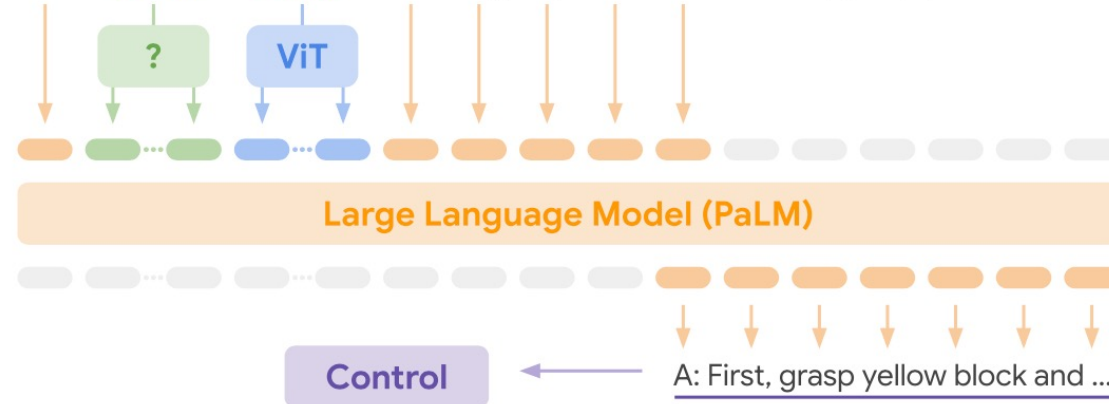 ? ViT
Large Language Model (PaLM)
Control A: First, grasp yellow block and ...